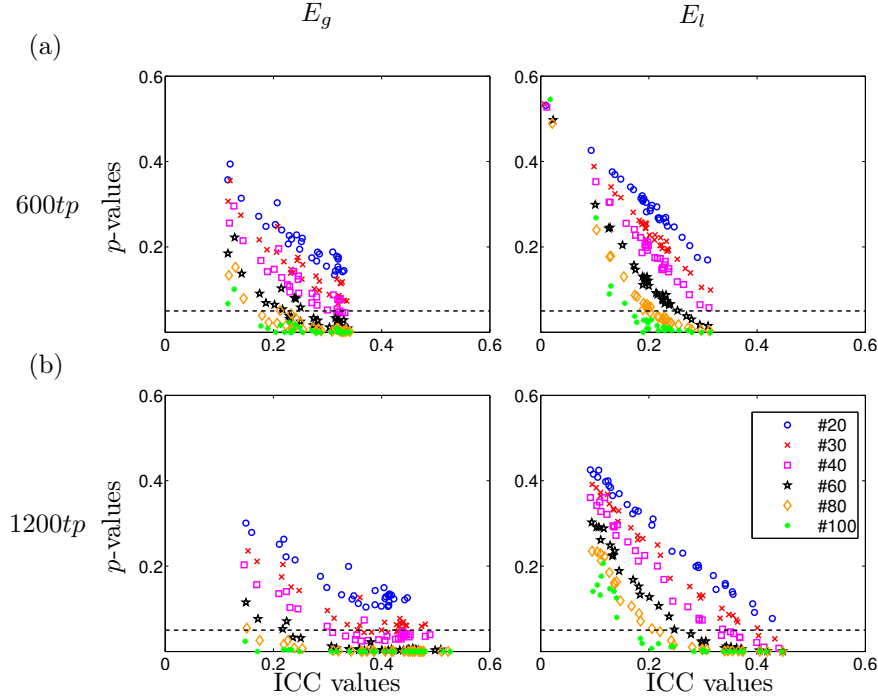 E_g E_l
(a)
0.6 0.6
0.4 0.4
600tp p-values 0.2 0.2
0 0.2 0.4 0.6 0 0.2 0.4 0.6
(b)
0.6 0.6
#20
#30
0.4 0.4 #40
#60
#80
1200tp p-values #100
0.2 0.2
0 0.2 0.4 0.6 0 0.2 0.4 0.6
ICC values ICC values